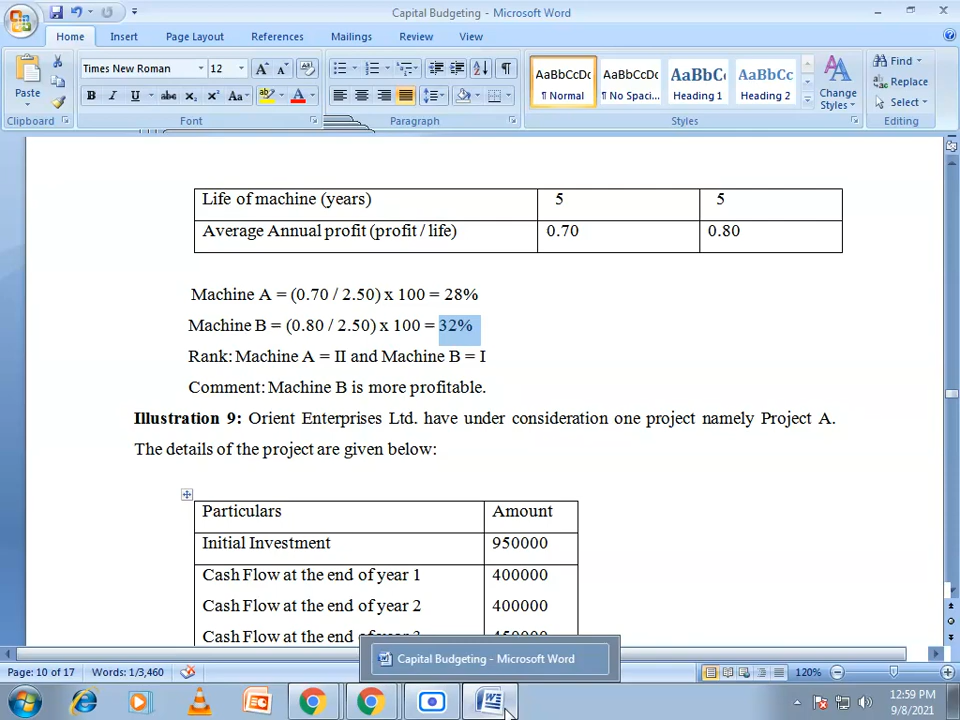 Capital Budgeting - Microsoft Word
Home Insert Page Layout References Mailings Review View
Paste
Clipboard
Times New Roman 12
B I U abe X₂ X² Aa
Font
Paragraph
AaBbCcDc
¶ Normal
AaBbCcDc
¶ No Spaci...
AaBbC
Heading 1
AaBbCc
Heading 2
Change Styles
Styles
Find
Replace
Select
Editing
Life of machine (years) 5 5
Average Annual profit (profit / life) 0.70 0.80
Machine A = (0.70 / 2.50) x 100 = 28%
Machine B = (0.80 / 2.50) x 100 = 32%
Rank: Machine A = II and Machine B = I
Comment: Machine B is more profitable.
Illustration 9: Orient Enterprises Ltd. have under consideration one project namely Project A.
The details of the project are given below:
Particulars Amount
Initial Investment 950000
Cash Flow at the end of year 1 400000
Cash Flow at the end of year 2 400000
Cash Flow at the end
Capital Budgeting - Microsoft Word
Page: 10 of 17 Words: 1/3,460 120%
12:59 PM
9/8/2021